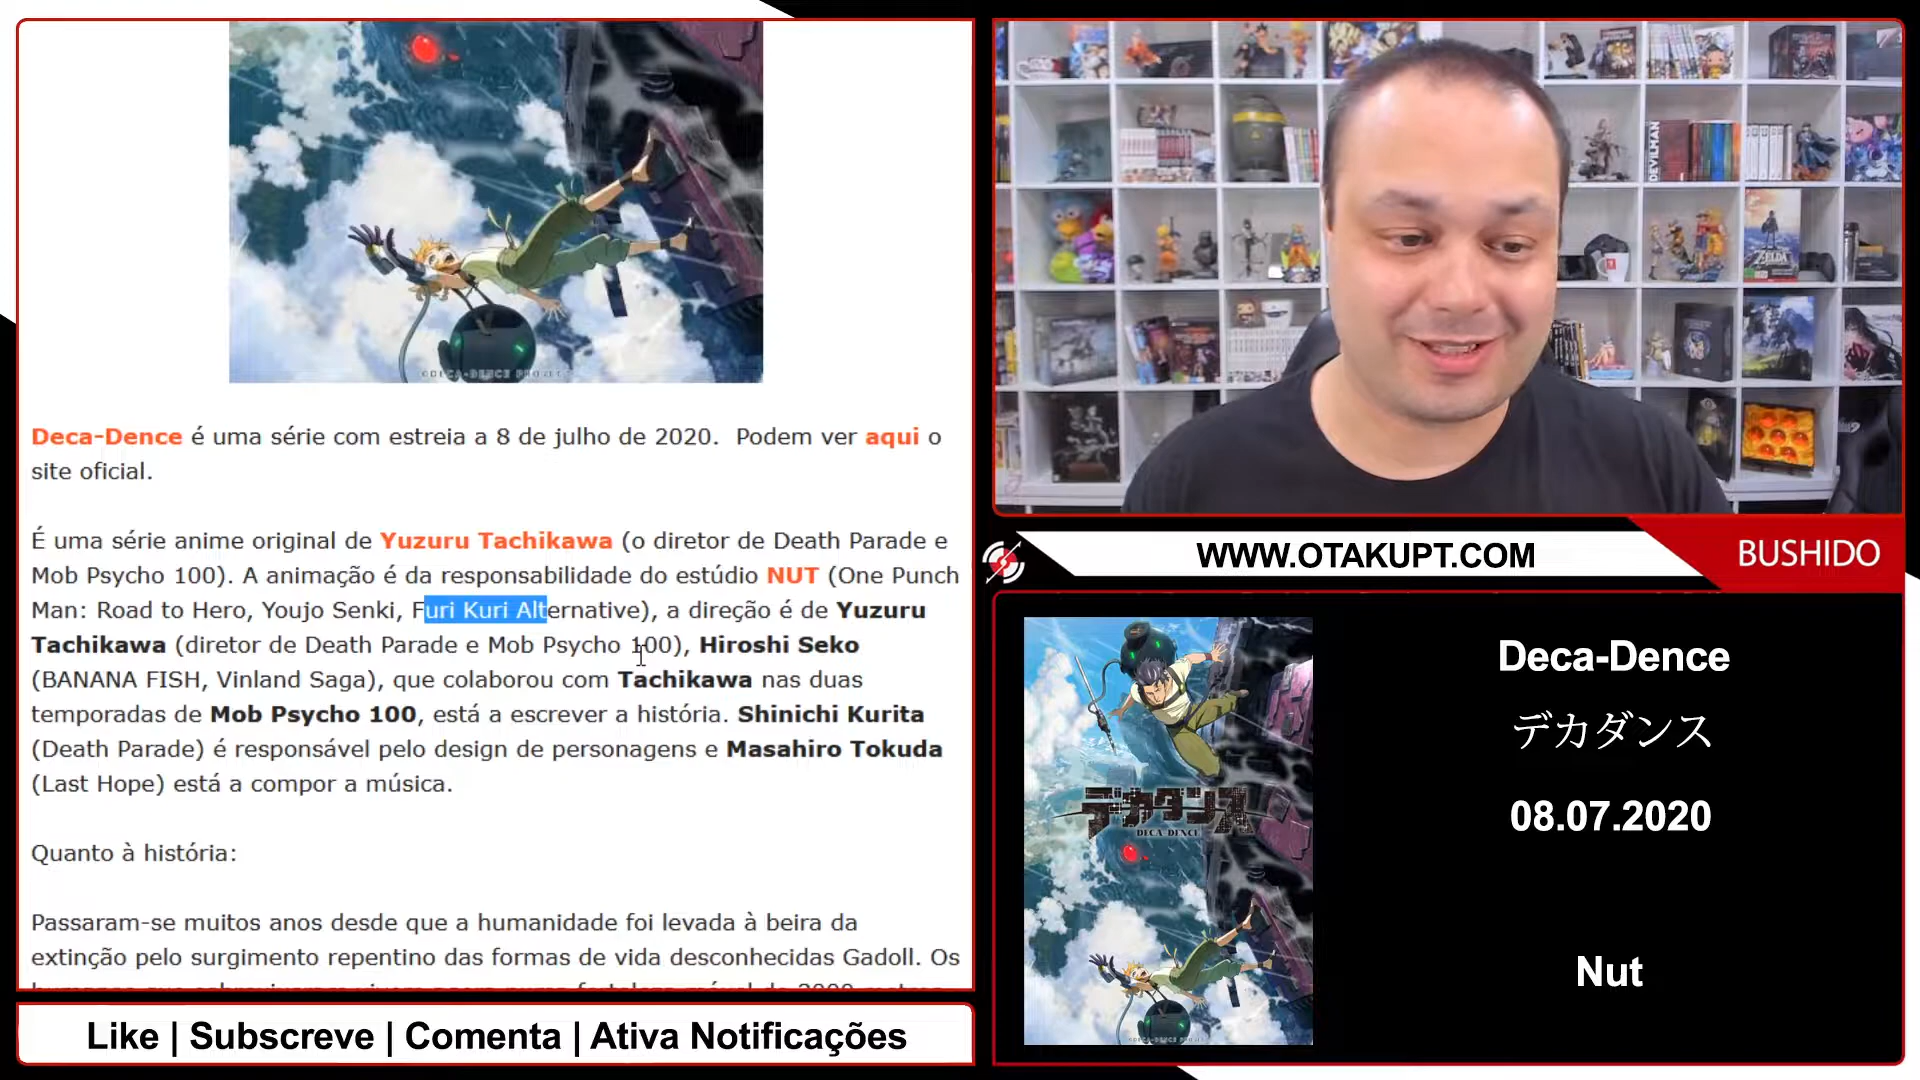 ©DECA-DENCE PROJECT
Deca-Dence é uma série com estreia a 8 de julho de 2020.  Podem ver aqui o
site oficial.
É uma série anime original de Yuzuru Tachikawa (o diretor de Death Parade e
Mob Psycho 100). A animação é da responsabilidade do estúdio NUT (One Punch
Man: Road to Hero, Youjo Senki, Furi Kuri Alternative), a direção é de Yuzuru
Tachikawa (diretor de Death Parade e Mob Psycho 100), Hiroshi Seko
(BANANA FISH, Vinland Saga), que colaborou com Tachikawa nas duas
temporadas de Mob Psycho 100, está a escrever a história. Shinichi Kurita
(Death Parade) é responsável pelo design de personagens e Masahiro Tokuda
(Last Hope) está a compor a música.
Quanto à história:
Passaram-se muitos anos desde que a humanidade foi levada à beira da
extinção pelo surgimento repentino das formas de vida desconhecidas Gadoll. Os
Like | Subscreve | Comenta | Ativa Notificações
DEVILMAN
ZELDA
WWW.OTAKUPT.COM
BUSHIDO
デカダンス
DECA-DENCE
Deca-Dence
デカダンス
08.07.2020
Nut